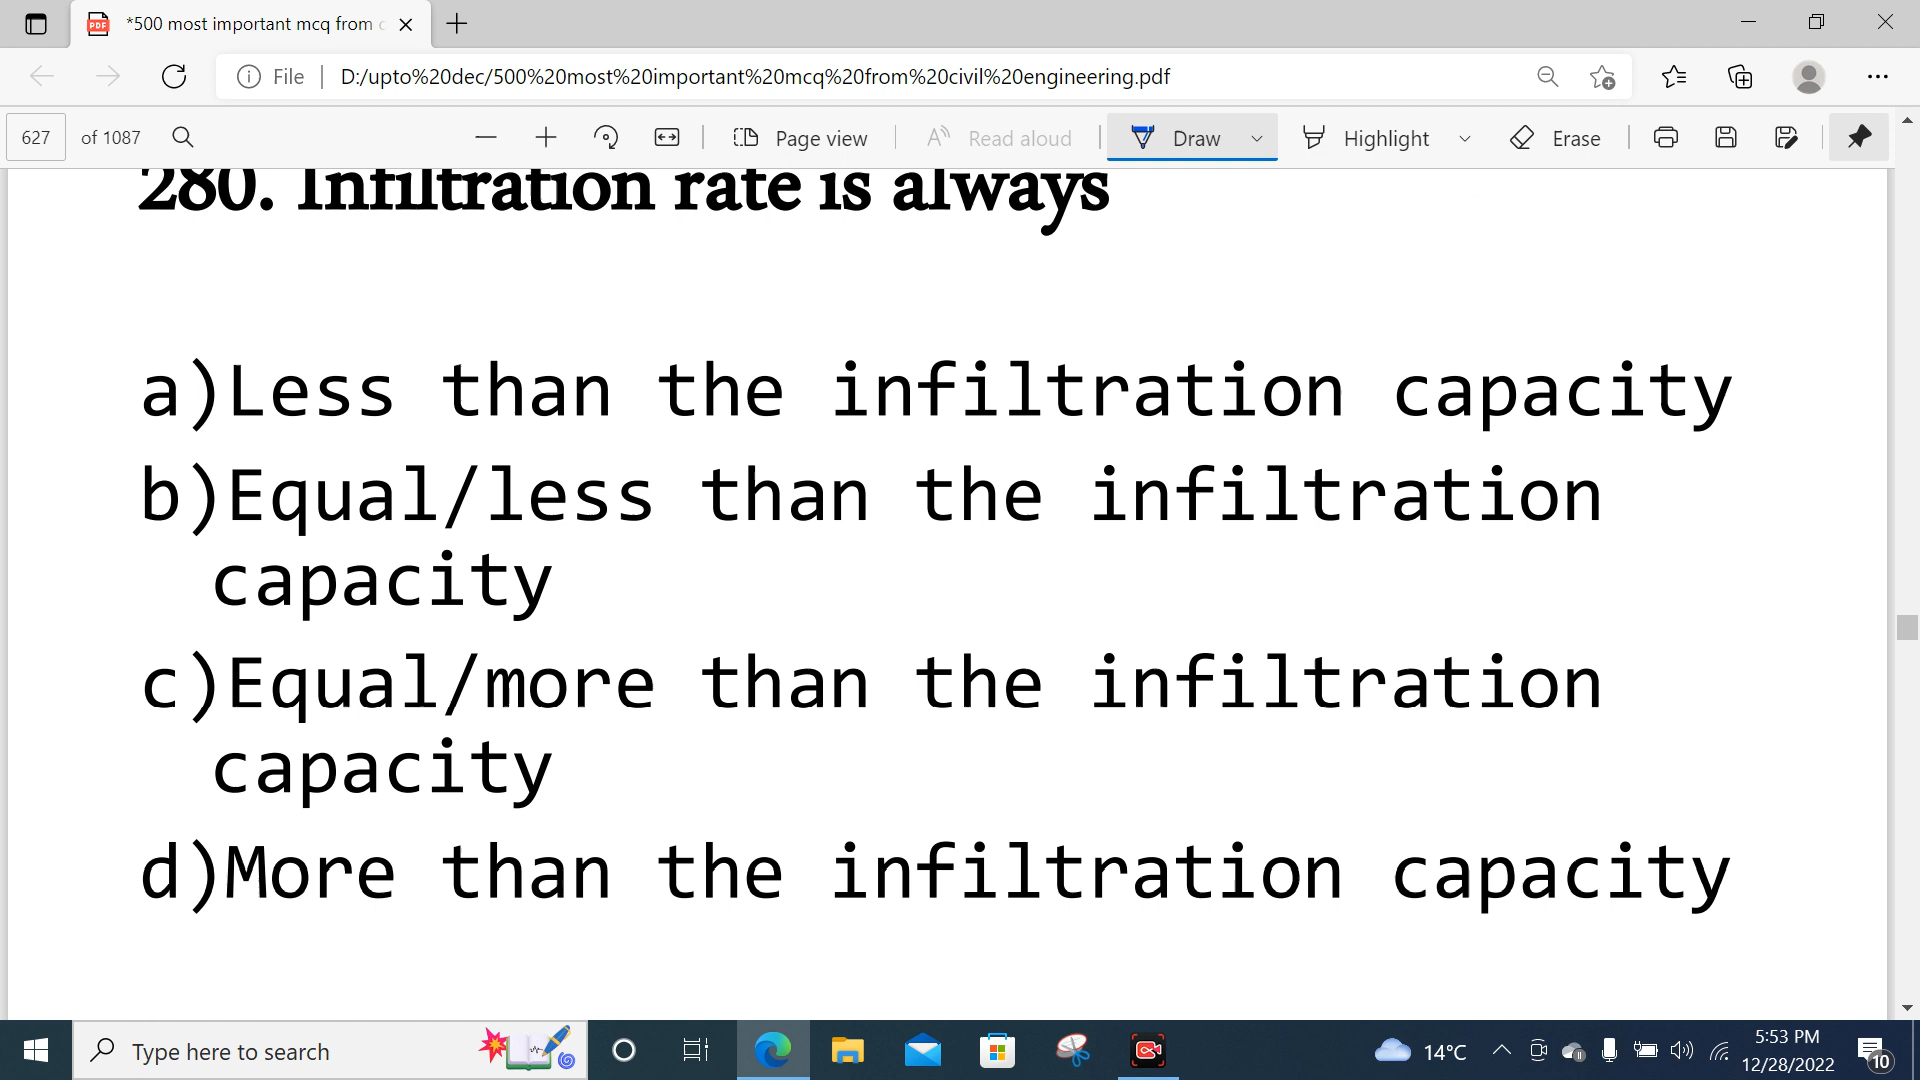 *500 most important mcq from c
File
D:/upto%20dec/500%20most%20important%20mcq%20from%20civil%20engineering.pdf
627 of 1087
Page view
Read aloud
Draw
Highlight
Erase
280. Infiltration rate is always
a)Less than the infiltration capacity
b)Equal/less than the infiltration
capacity
c)Equal/more than the infiltration
capacity
d)More than the infiltration capacity
Type here to search
14°C
5:53 PM
12/28/2022
10